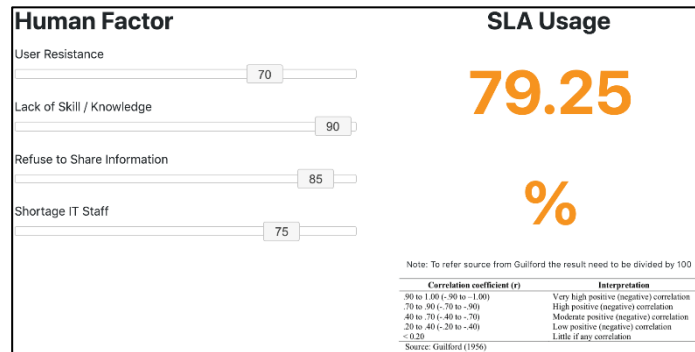 Human Factor
User Resistance
70
Lack of Skill / Knowledge
90
Refuse to Share Information
85
Shortage IT Staff
75
SLA Usage
79.25
%
Note: To refer source from Guilford the result need to be divided by 100
Correlation coefficient (r) Interpretation
.90 to 1.00 (-.90 to –1.00) Very high positive (negative) correlation
.70 to .90 (-.70 to -.90) High positive (negative) correlation
.40 to .70 (-.40 to -.70) Moderate positive (negative) correlation
.20 to .40 (-.20 to -.40) Low positive (negative) correlation
< 0.20 Little if any correlation
Source: Guilford (1956)